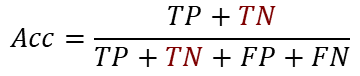 Acc = (TP + TN) / (TP + TN + FP + FN)